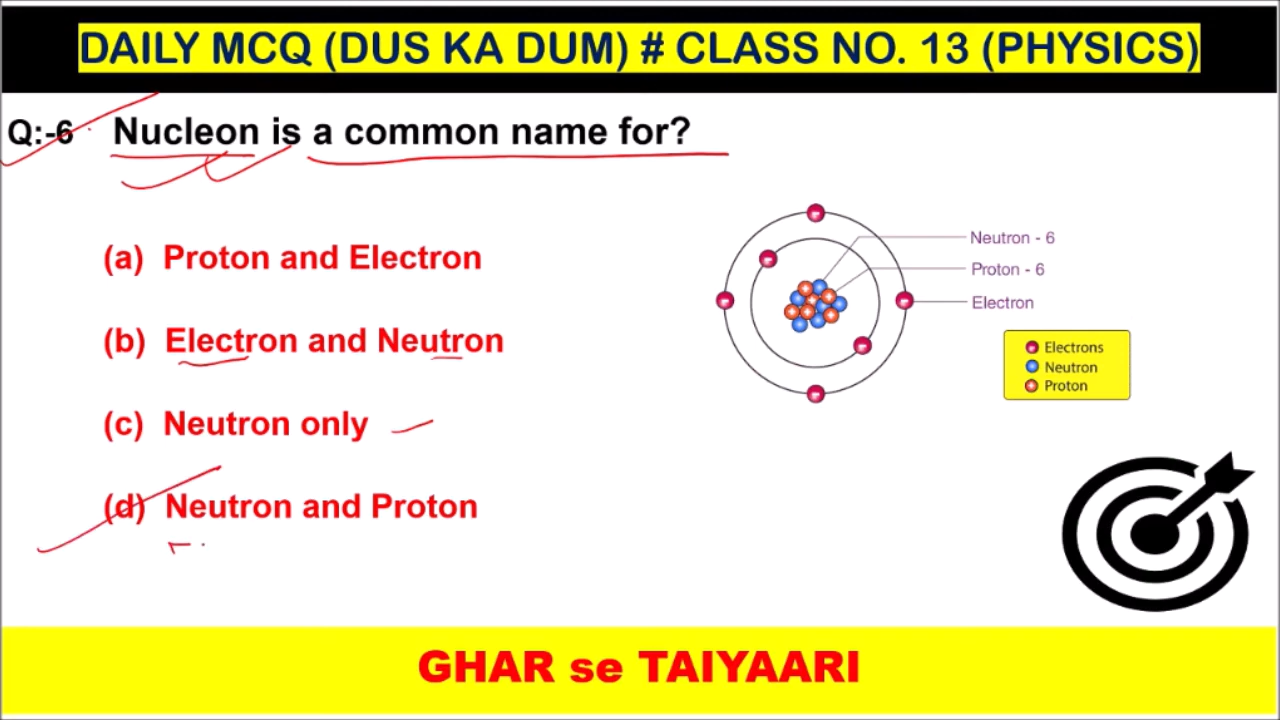 DAILY MCQ (DUS KA DUM) # CLASS NO. 13 (PHYSICS)
Q:-6 Nucleon is a common name for?
(a) Proton and Electron
(b) Electron and Neutron
(c) Neutron only
(d) Neutron and Proton
Neutron - 6
Proton - 6
Electron
Electrons
Neutron
Proton
GHAR se TAIYAARI